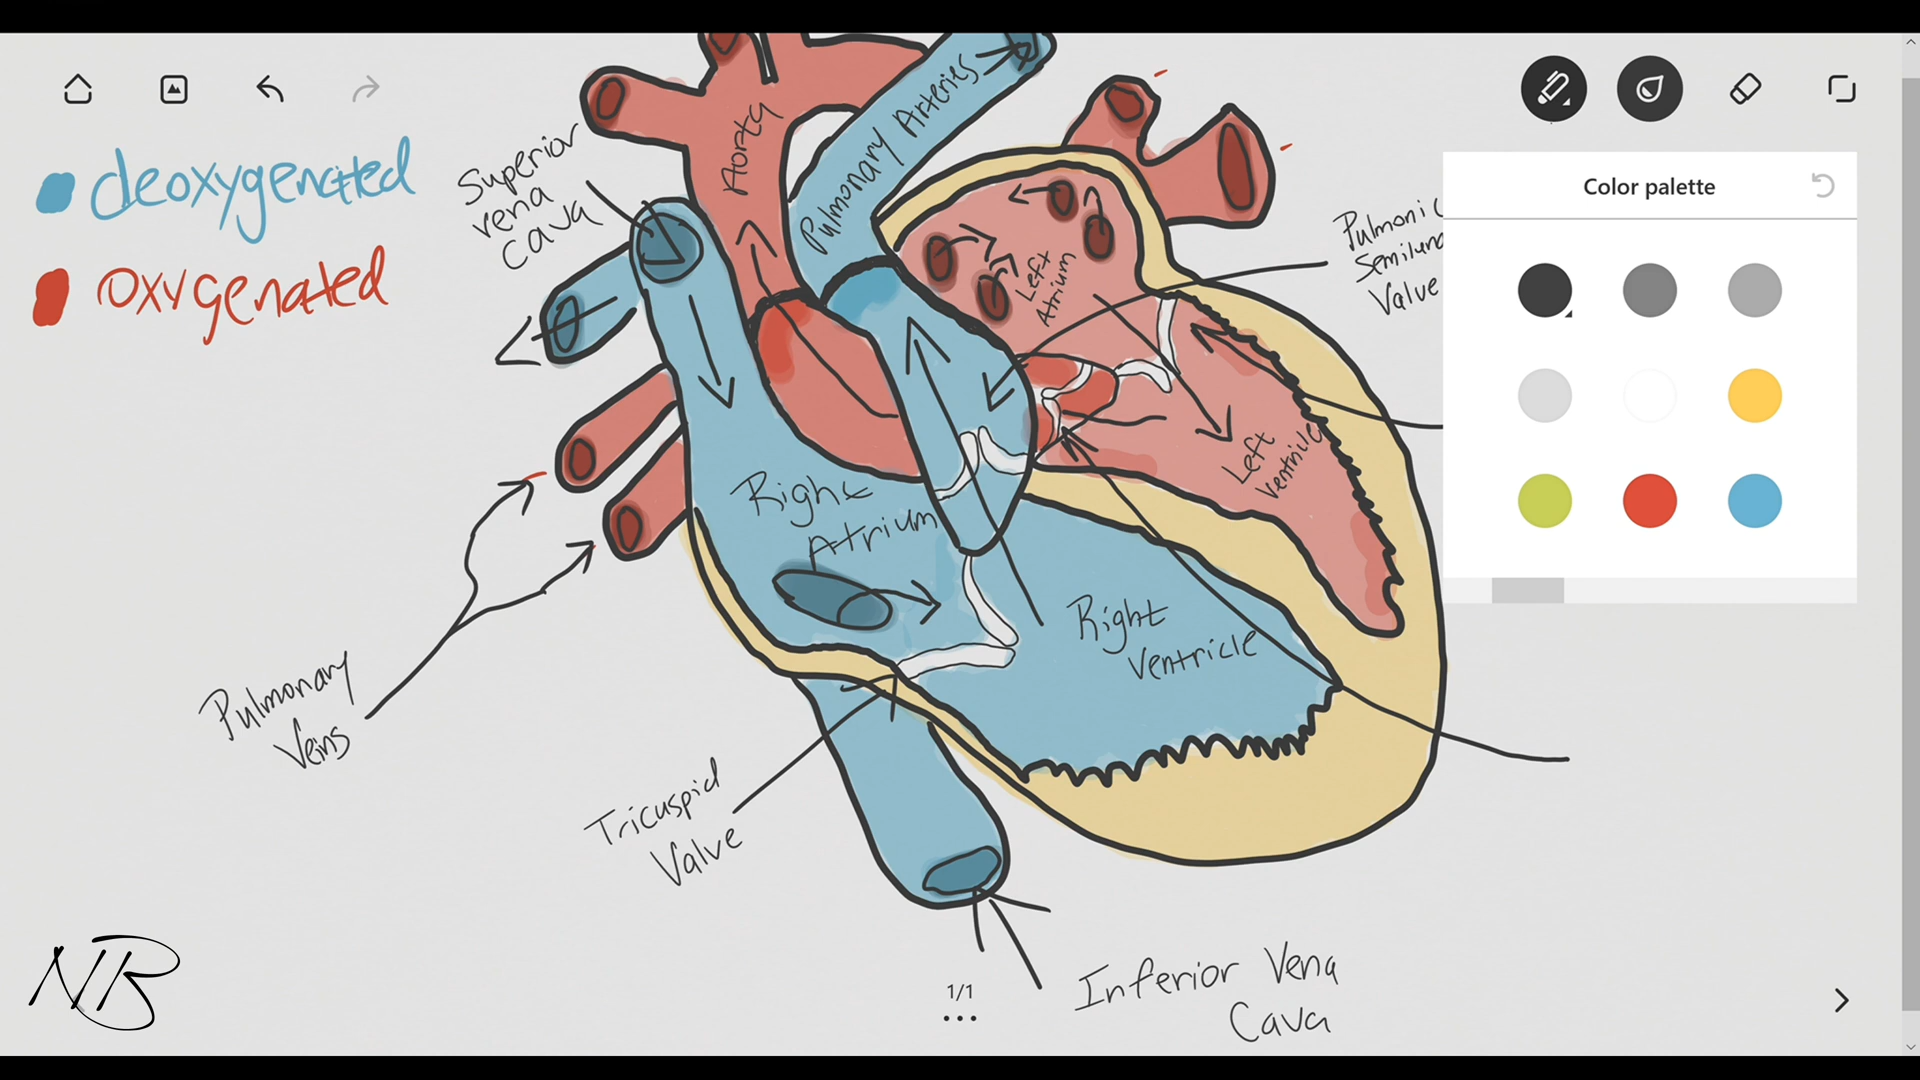 deoxygenated
oxygenated
Superior
vena
Cava
Aorta
Pulmonary Arteries
Left
Atrium
Pulmonic
Semiluna
Valve
Color palette
Left
Ventricle
Right
Atrium
Right
Ventricle
Pulmonary
Veins
Tricuspid
Valve
Inferior Vena
Cava
1/1
NB